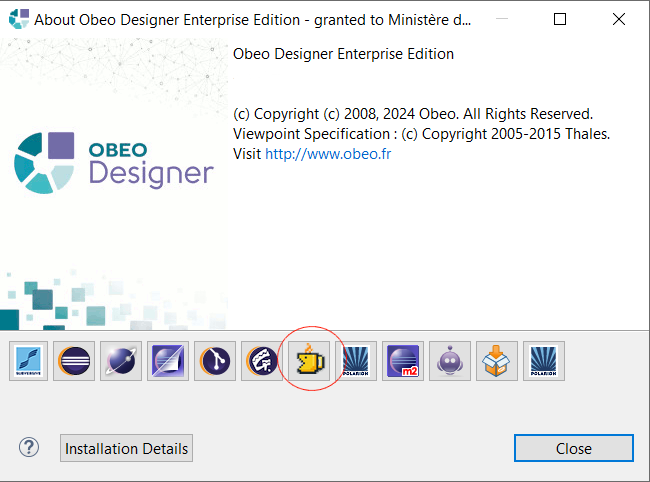 About Obeo Designer Enterprise Edition - granted to Ministère d...
Obeo Designer Enterprise Edition
(c) Copyright (c) 2008, 2024 Obeo. All Rights Reserved.
Viewpoint Specification : (c) Copyright 2005-2015 Thales.
Visit http://www.obeo.fr
OBEO
Designer
SUBVERSIVE
POLARION
m2
POLARION
?
Installation Details
Close